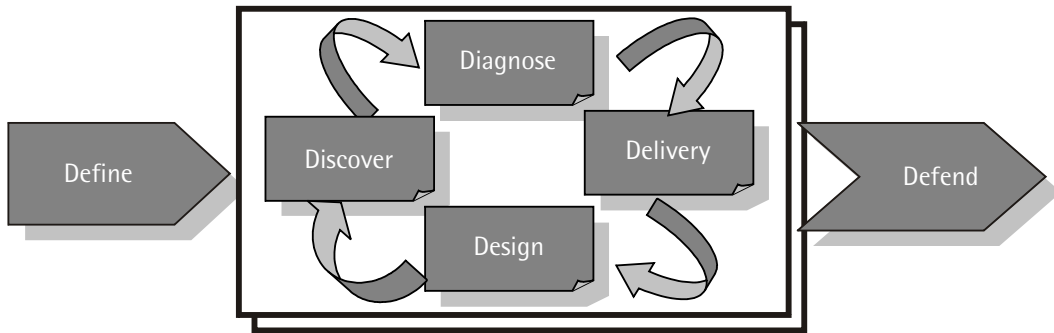 Define
Diagnose
Discover
Delivery
Design
Defend